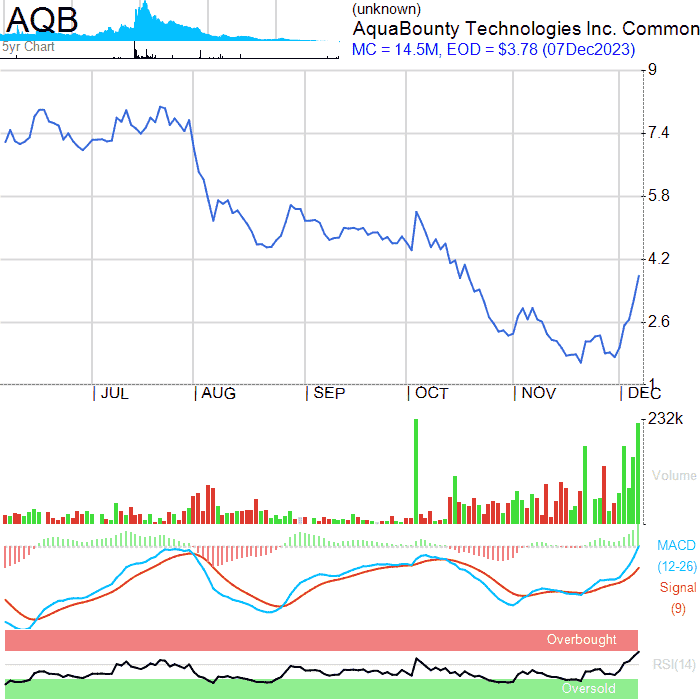 AQB
5yr Chart
(unknown)
AquaBounty Technologies Inc. Common
MC = 14.5M, EOD = $3.78 (07Dec2023)
9
7.4
5.8
4.2
2.6
1
JUL
AUG
SEP
OCT
NOV
DEC
232k
Volume
MACD
(12-26)
Signal
(9)
Overbought
RSI(14)
Oversold